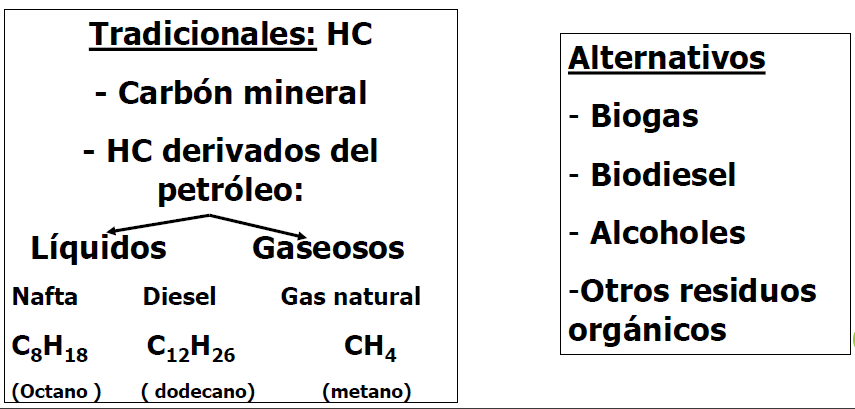 Tradicionales: HC
- Carbón mineral
- HC derivados del
petróleo:
Líquidos Gaseosos
Nafta Diesel Gas natural
C₈H₁₈ C₁₂H₂₆ CH₄
(Octano ) ( dodecano) (metano)
Alternativos
- Biogas
- Biodiesel
- Alcoholes
-Otros residuos
orgánicos